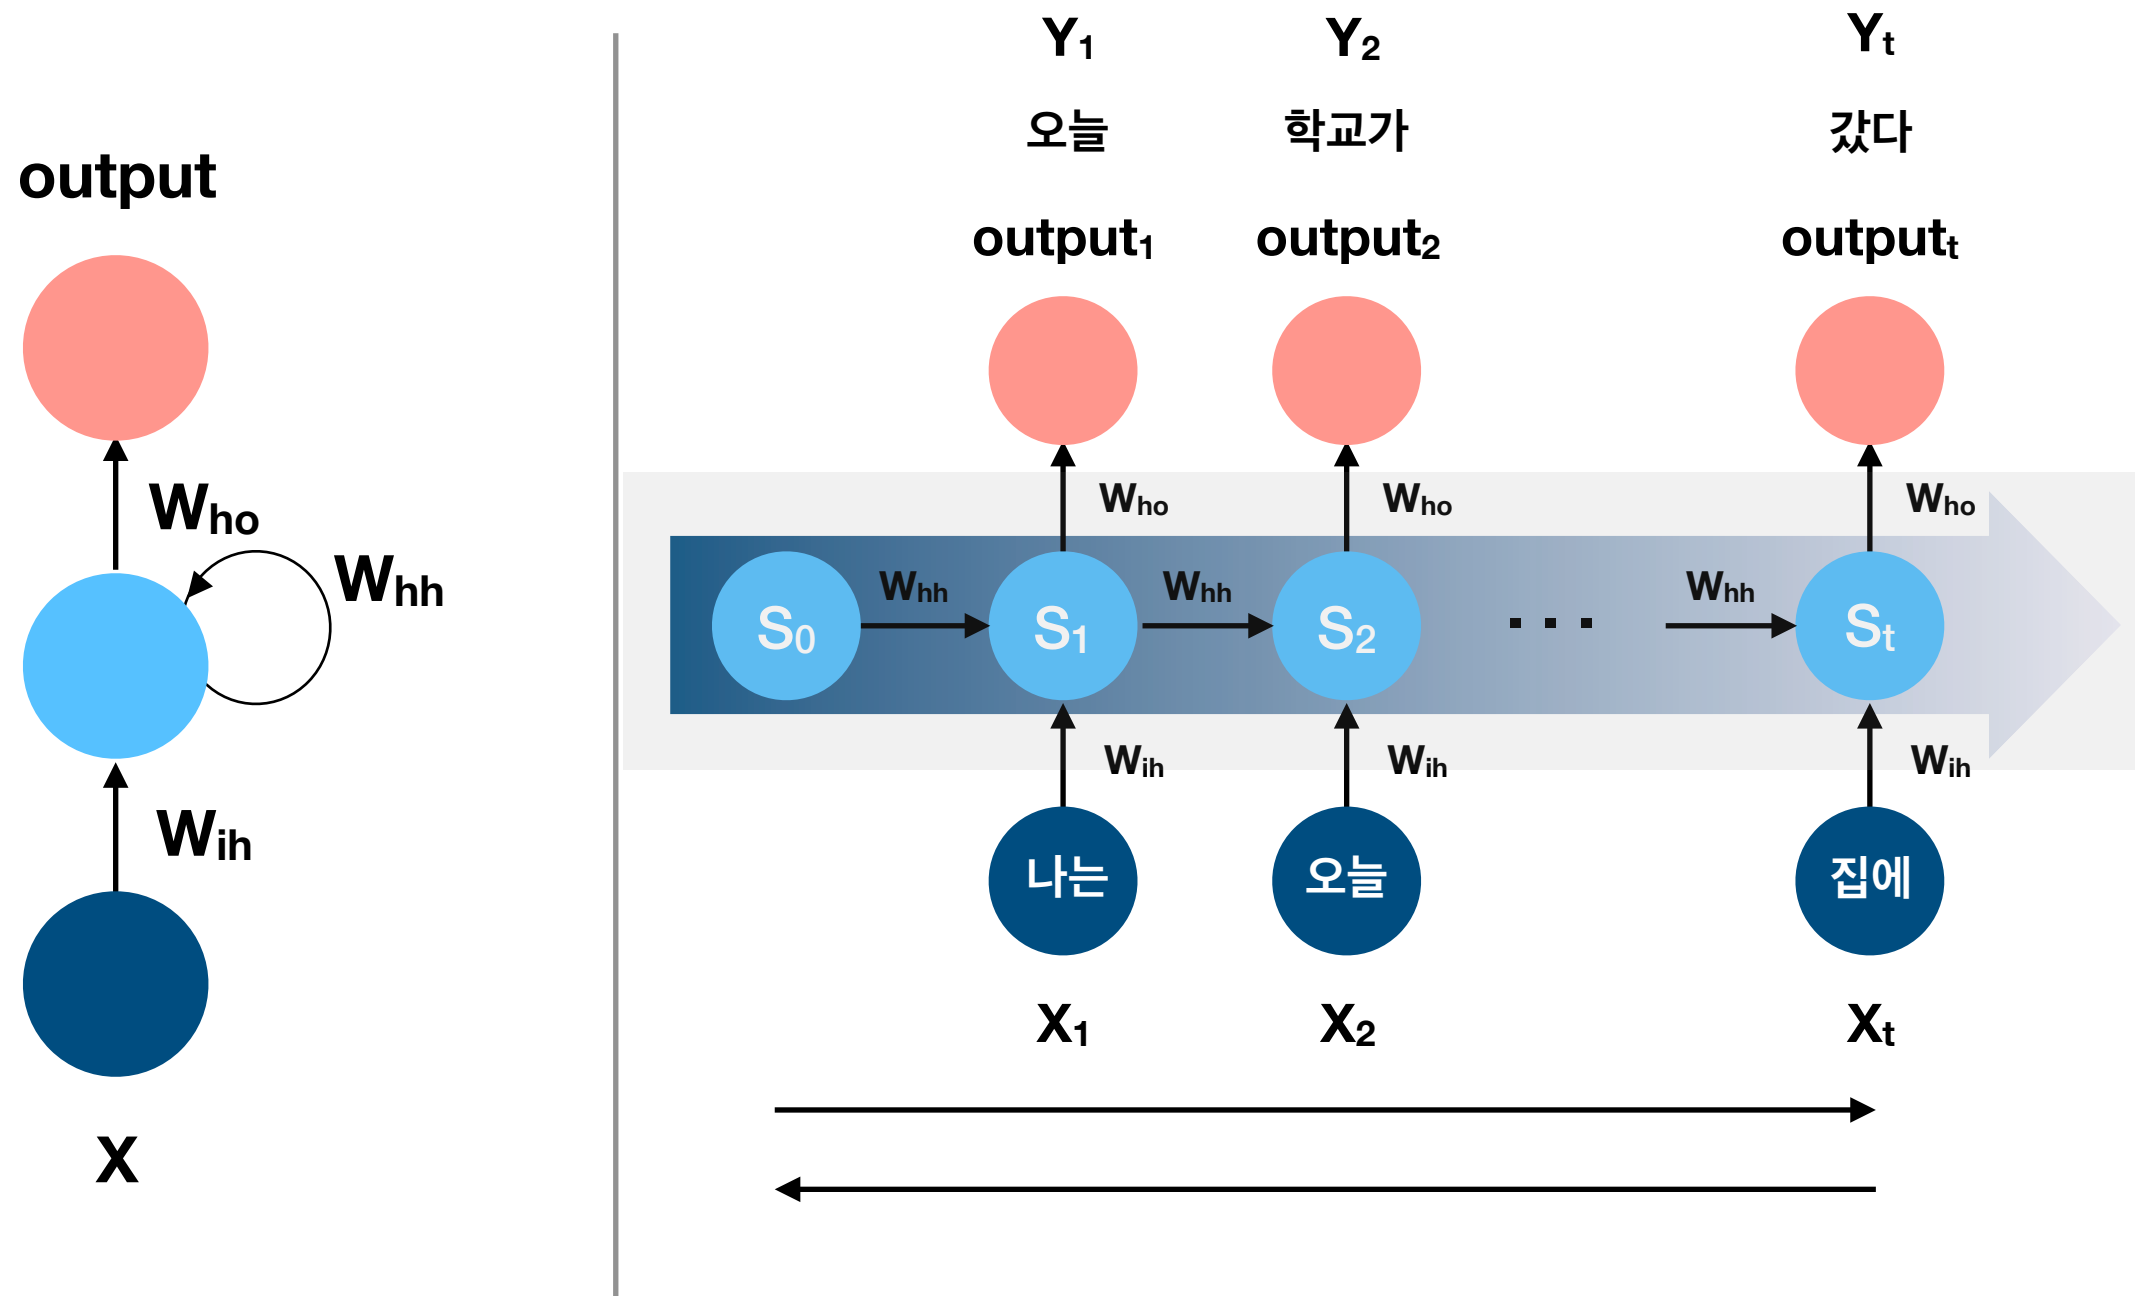 output
Who
Whh
Wih
X
Y1 Y2 Yt
오늘 학교가 갔다
output1 output2 outputt
Who Who Who
S0 Whh S1 Whh S2 ... Whh St
Wih Wih Wih
나는 오늘 집에
X1 X2 Xt